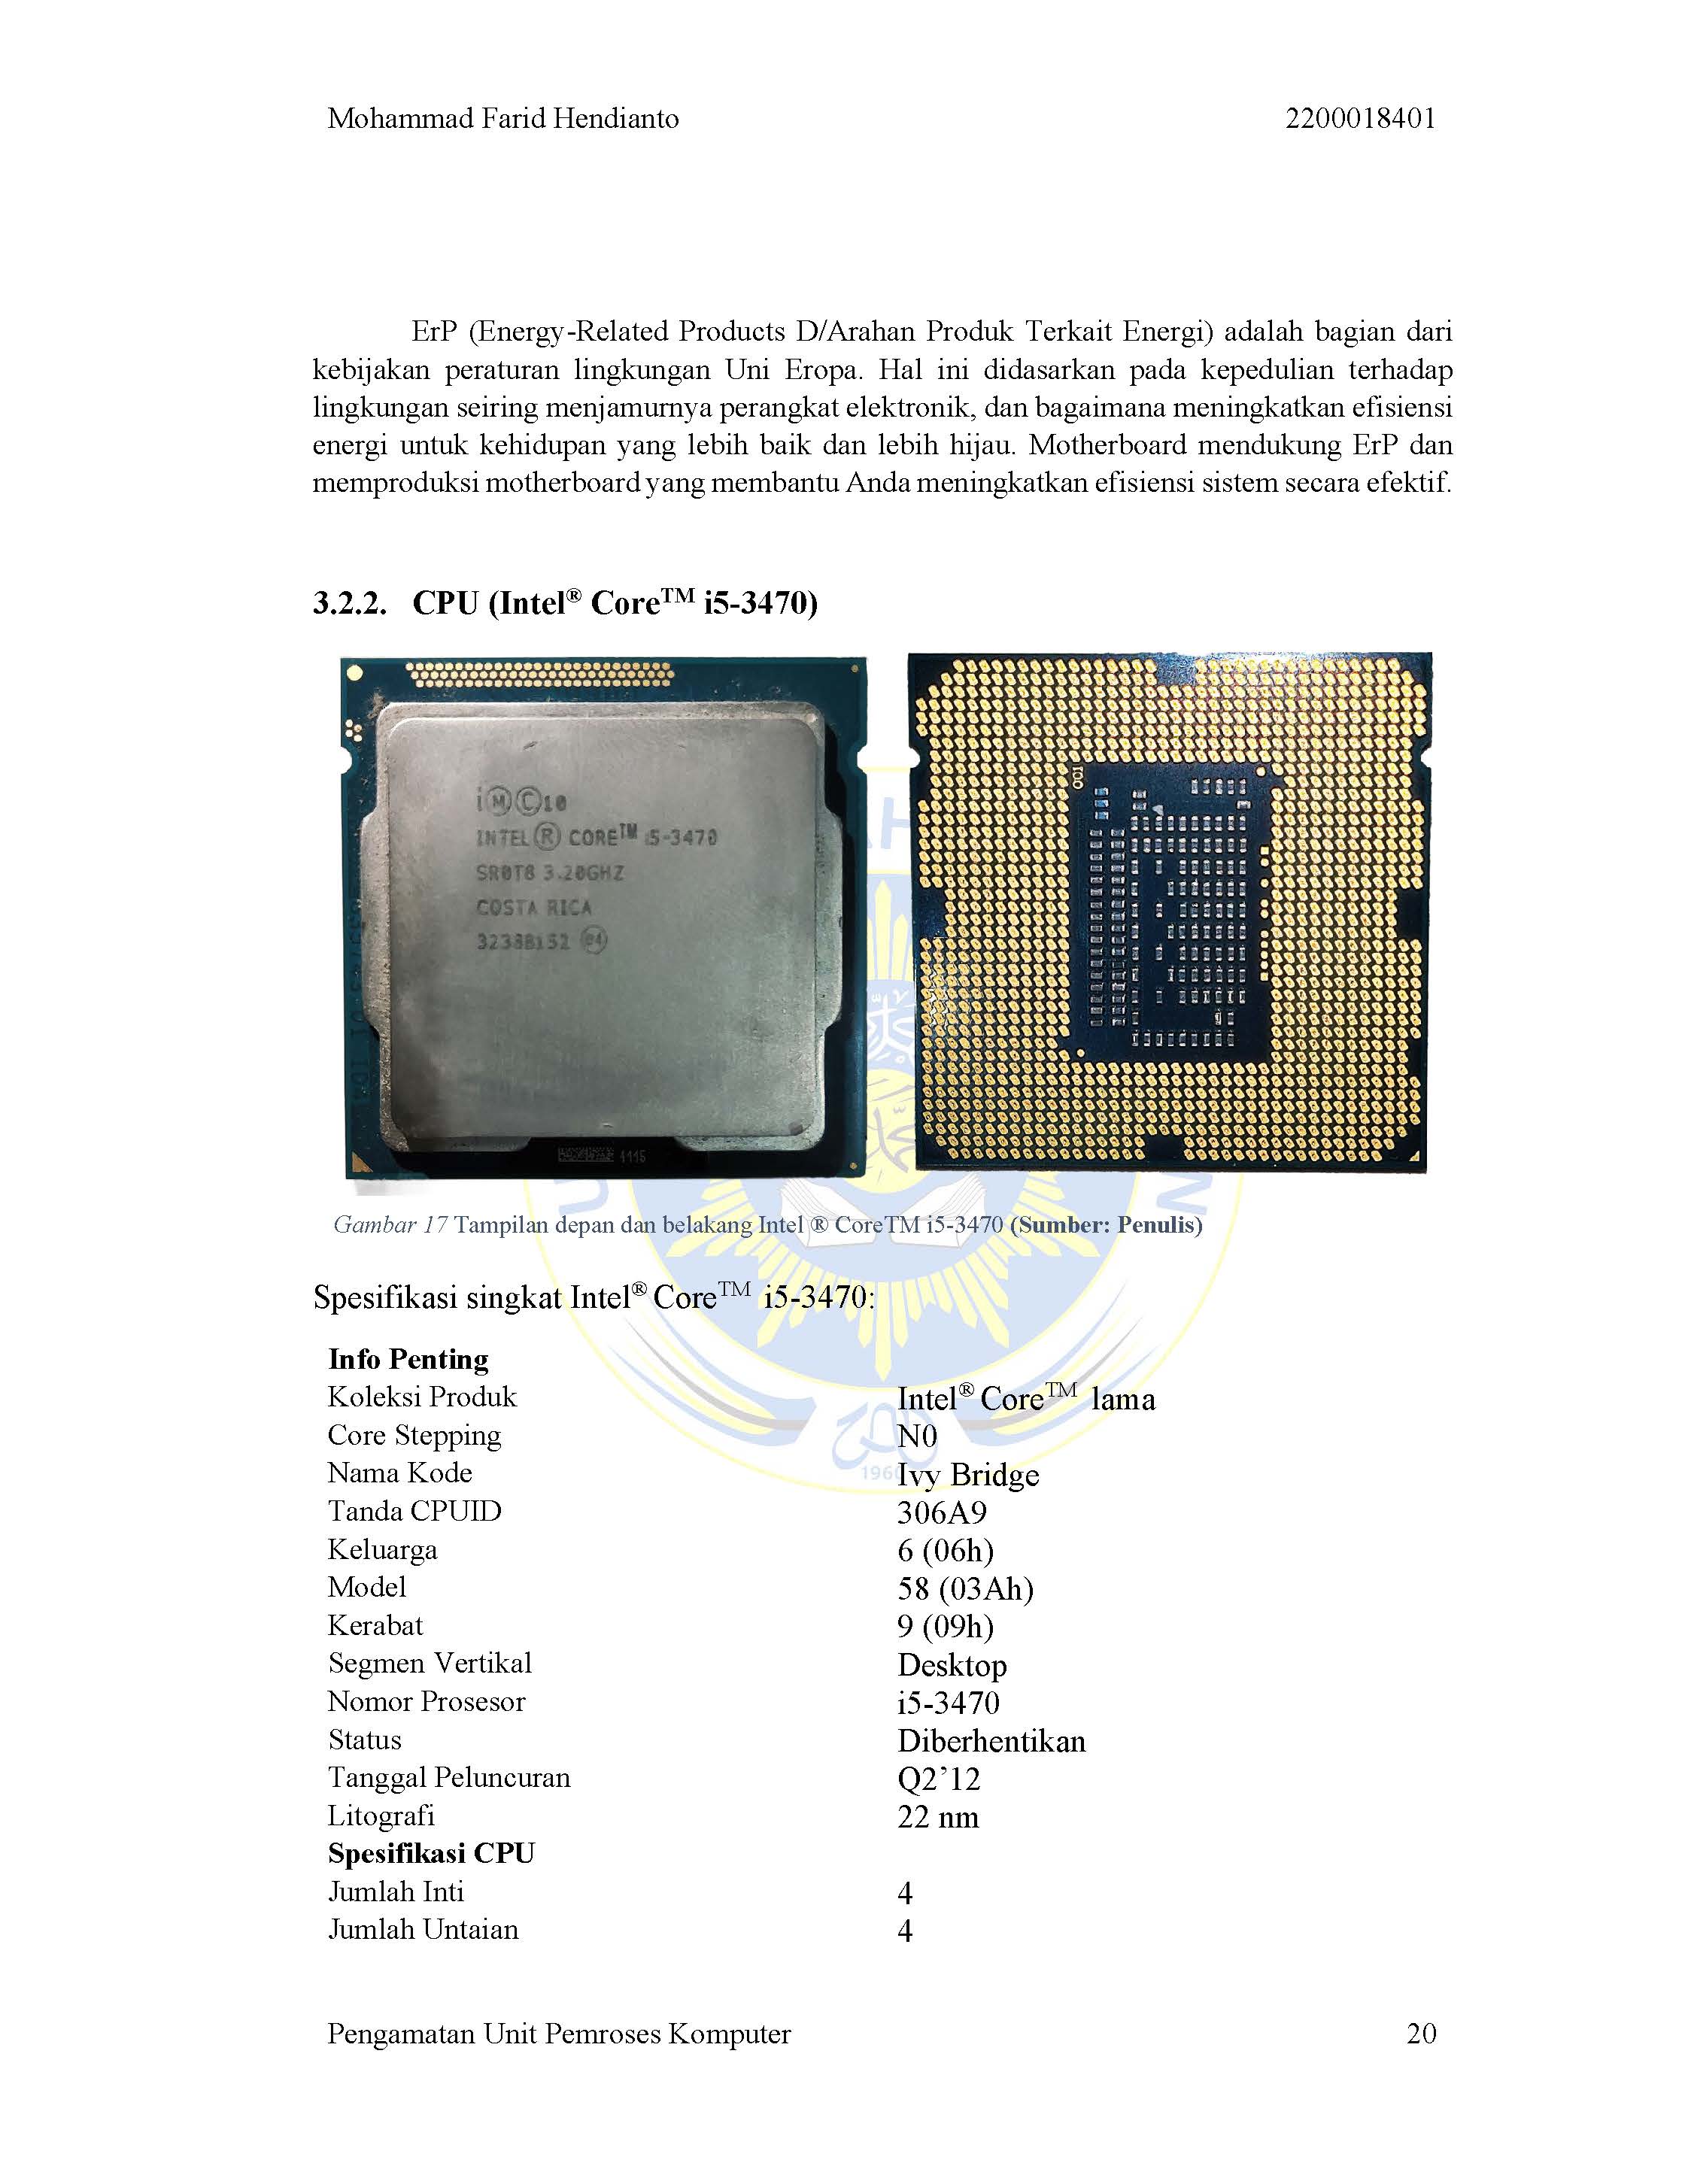 Mohammad Farid Hendianto 2200018401
ErP (Energy-Related Products D/Arahan Produk Terkait Energi) adalah bagian dari
kebijakan peraturan lingkungan Uni Eropa. Hal ini didasarkan pada kepedulian terhadap
lingkungan seiring menjamurnya perangkat elektronik, dan bagaimana meningkatkan efisiensi
energi untuk kehidupan yang lebih baik dan lebih hijau. Motherboard mendukung ErP dan
memproduksi motherboard yang membantu Anda meningkatkan efisiensi sistem secara efektif.
3.2.2. CPU (Intel® Core™ i5-3470)
i Ⓜ © 10
INTEL® CORE™ i5-3470
SR0T8 3.20GHZ
COSTA RICA
3238B152 e4
Gambar 17 Tampilan depan dan belakang Intel ® CoreTM i5-3470 (Sumber: Penulis)
Spesifikasi singkat Intel® Core™ i5-3470:
Info Penting
Koleksi Produk Intel® Core™ lama
Core Stepping N0
Nama Kode Ivy Bridge
Tanda CPUID 306A9
Keluarga 6 (06h)
Model 58 (03Ah)
Kerabat 9 (09h)
Segmen Vertikal Desktop
Nomor Prosesor i5-3470
Status Diberhentikan
Tanggal Peluncuran Q2’12
Litografi 22 nm
Spesifikasi CPU
Jumlah Inti 4
Jumlah Untaian 4
1960
Pengamatan Unit Pemroses Komputer 20